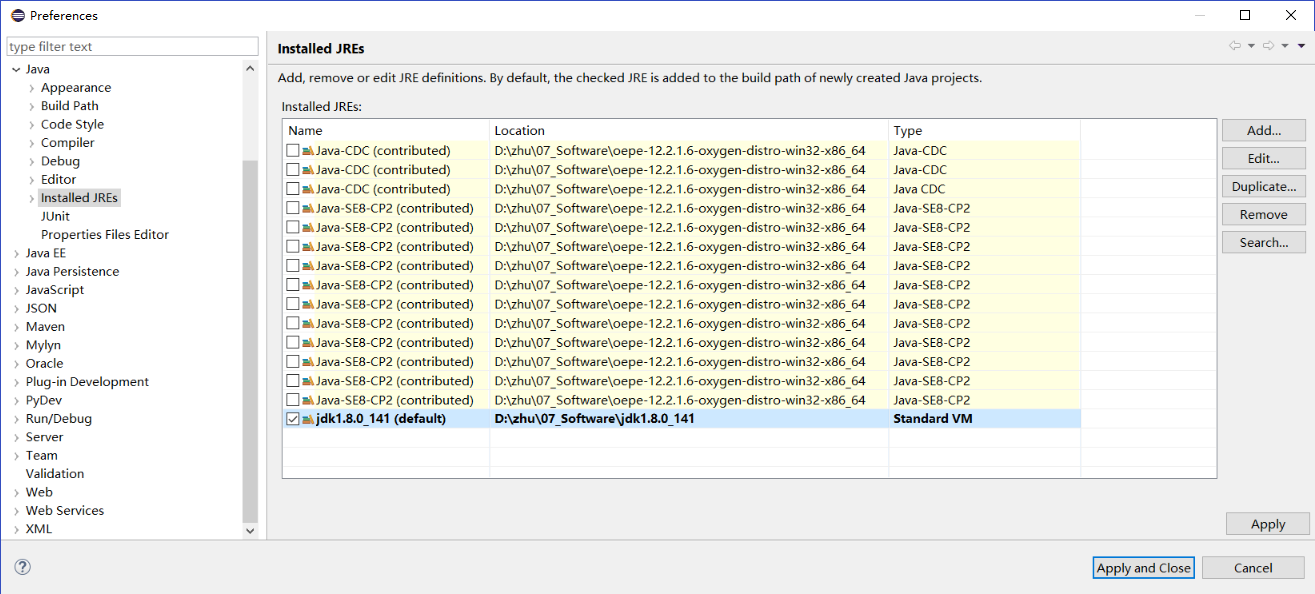 Preferences
type filter text
Java
Appearance
Build Path
Code Style
Compiler
Debug
Editor
Installed JREs
JUnit
Properties Files Editor
Java EE
Java Persistence
JavaScript
JSON
Maven
Mylyn
Oracle
Plug-in Development
PyDev
Run/Debug
Server
Team
Validation
Web
Web Services
XML
Installed JREs
Add, remove or edit JRE definitions. By default, the checked JRE is added to the build path of newly created Java projects.
Installed JREs:
Name Location Type
Java-CDC (contributed) D:\zhu\07_Software\oepe-12.2.1.6-oxygen-distro-win32-x86_64 Java-CDC
Java-CDC (contributed) D:\zhu\07_Software\oepe-12.2.1.6-oxygen-distro-win32-x86_64 Java-CDC
Java-CDC (contributed) D:\zhu\07_Software\oepe-12.2.1.6-oxygen-distro-win32-x86_64 Java CDC
Java-SE8-CP2 (contributed) D:\zhu\07_Software\oepe-12.2.1.6-oxygen-distro-win32-x86_64 Java-SE8-CP2
Java-SE8-CP2 (contributed) D:\zhu\07_Software\oepe-12.2.1.6-oxygen-distro-win32-x86_64 Java-SE8-CP2
Java-SE8-CP2 (contributed) D:\zhu\07_Software\oepe-12.2.1.6-oxygen-distro-win32-x86_64 Java-SE8-CP2
Java-SE8-CP2 (contributed) D:\zhu\07_Software\oepe-12.2.1.6-oxygen-distro-win32-x86_64 Java-SE8-CP2
Java-SE8-CP2 (contributed) D:\zhu\07_Software\oepe-12.2.1.6-oxygen-distro-win32-x86_64 Java-SE8-CP2
Java-SE8-CP2 (contributed) D:\zhu\07_Software\oepe-12.2.1.6-oxygen-distro-win32-x86_64 Java-SE8-CP2
Java-SE8-CP2 (contributed) D:\zhu\07_Software\oepe-12.2.1.6-oxygen-distro-win32-x86_64 Java-SE8-CP2
Java-SE8-CP2 (contributed) D:\zhu\07_Software\oepe-12.2.1.6-oxygen-distro-win32-x86_64 Java-SE8-CP2
Java-SE8-CP2 (contributed) D:\zhu\07_Software\oepe-12.2.1.6-oxygen-distro-win32-x86_64 Java-SE8-CP2
Java-SE8-CP2 (contributed) D:\zhu\07_Software\oepe-12.2.1.6-oxygen-distro-win32-x86_64 Java-SE8-CP2
Java-SE8-CP2 (contributed) D:\zhu\07_Software\oepe-12.2.1.6-oxygen-distro-win32-x86_64 Java-SE8-CP2
jdk1.8.0_141 (default) D:\zhu\07_Software\jdk1.8.0_141 Standard VM
Add...
Edit...
Duplicate...
Remove
Search...
Apply
Apply and Close
Cancel